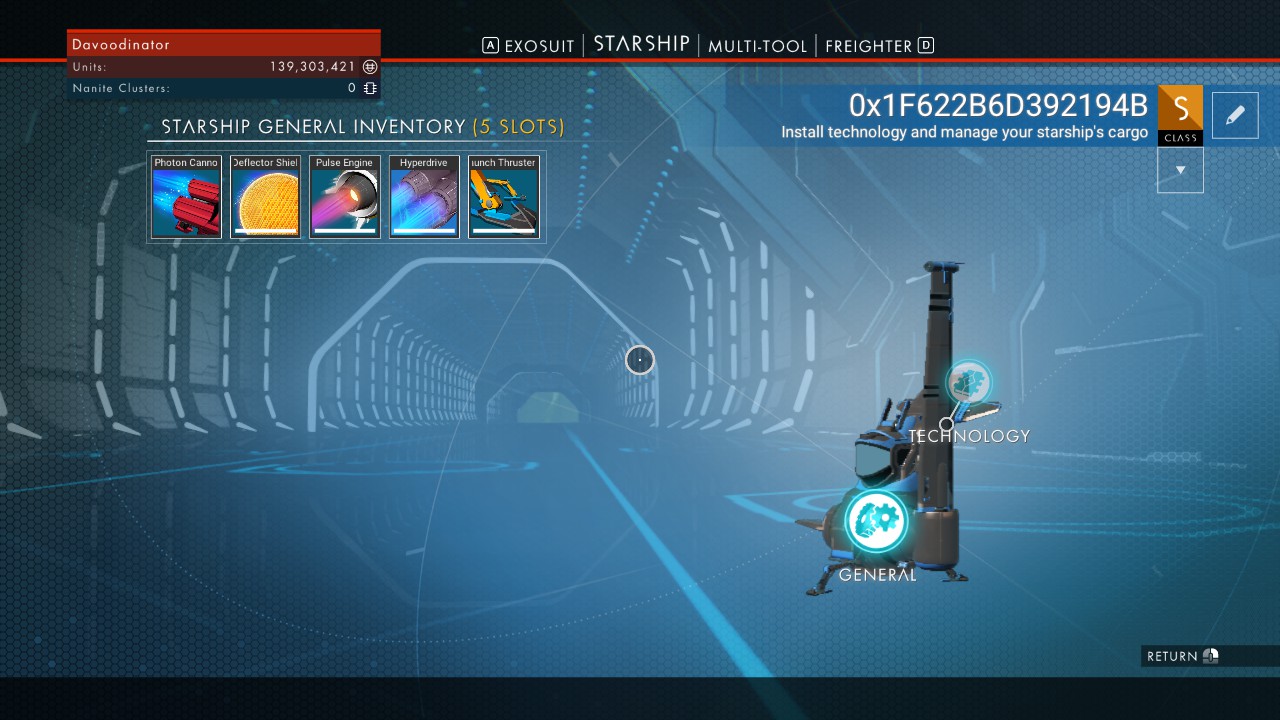 Davoodinator
Units: 139,303,421
Nanite Clusters: 0
A EXOSUIT STARSHIP MULTI-TOOL FREIGHTER D
0x1F622B6D392194B
Install technology and manage your starship's cargo
S
CLASS
STARSHIP GENERAL INVENTORY (5 SLOTS)
Photon Canno Deflector Shiel Pulse Engine Hyperdrive unch Thruster
TECHNOLOGY
GENERAL
RETURN